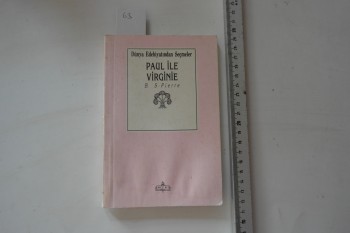 Dünya Edebiyatından Seçmeler
PAUL İLE
VİRGİNİE
B. S. Pierre